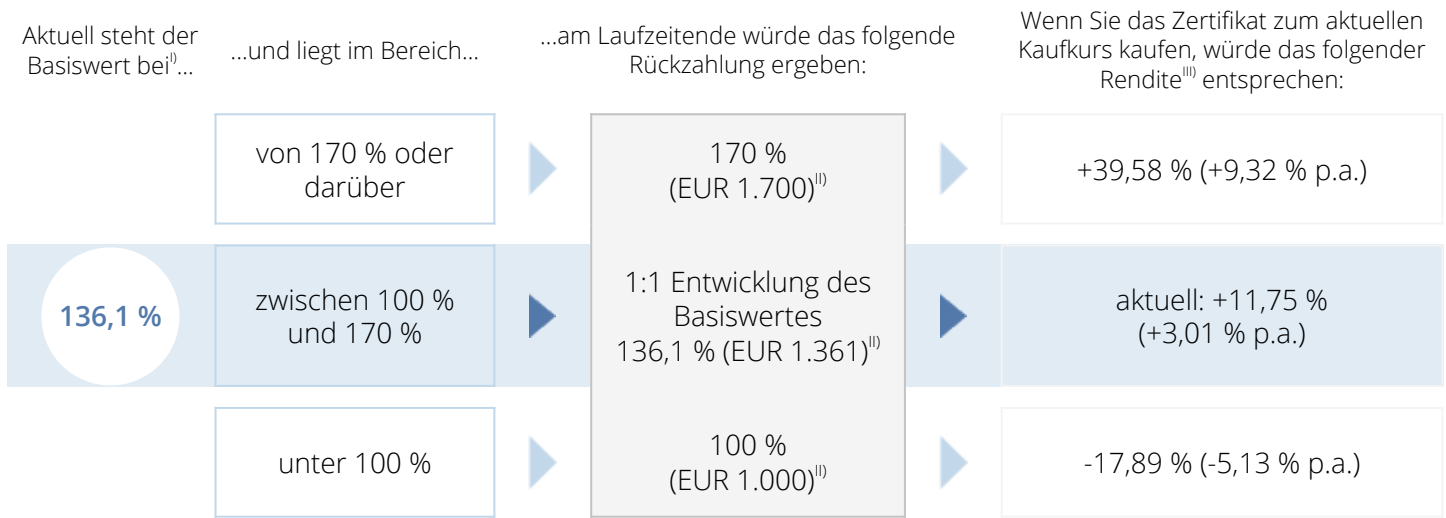 Aktuell steht der
Basiswert bei^I)...
...und liegt im Bereich...
...am Laufzeitende würde das folgende
Rückzahlung ergeben:
Wenn Sie das Zertifikat zum aktuellen
Kaufkurs kaufen, würde das folgender
Rendite^III) entsprechen:
von 170 % oder
darüber
170 %
(EUR 1.700)^II)
+39,58 % (+9,32 % p.a.)
136,1 %
zwischen 100 %
und 170 %
1:1 Entwicklung des
Basiswertes
136,1 % (EUR 1.361)^II)
aktuell: +11,75 %
(+3,01 % p.a.)
unter 100 %
100 %
(EUR 1.000)^II)
-17,89 % (-5,13 % p.a.)